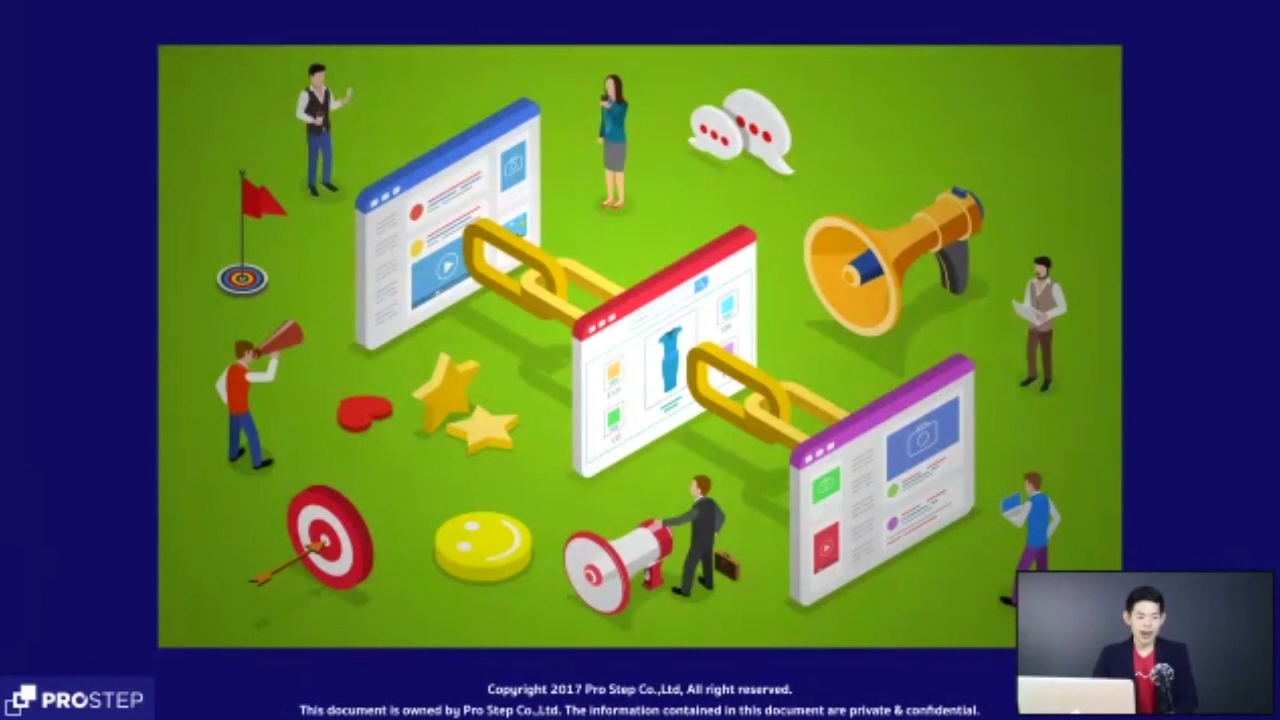 PROSTEP
Copyright 2017 Pro Step Co.,Ltd, All right reserved.
This document is owned by Pro Step Co.,Ltd. The information contained in this document are private & confidential.